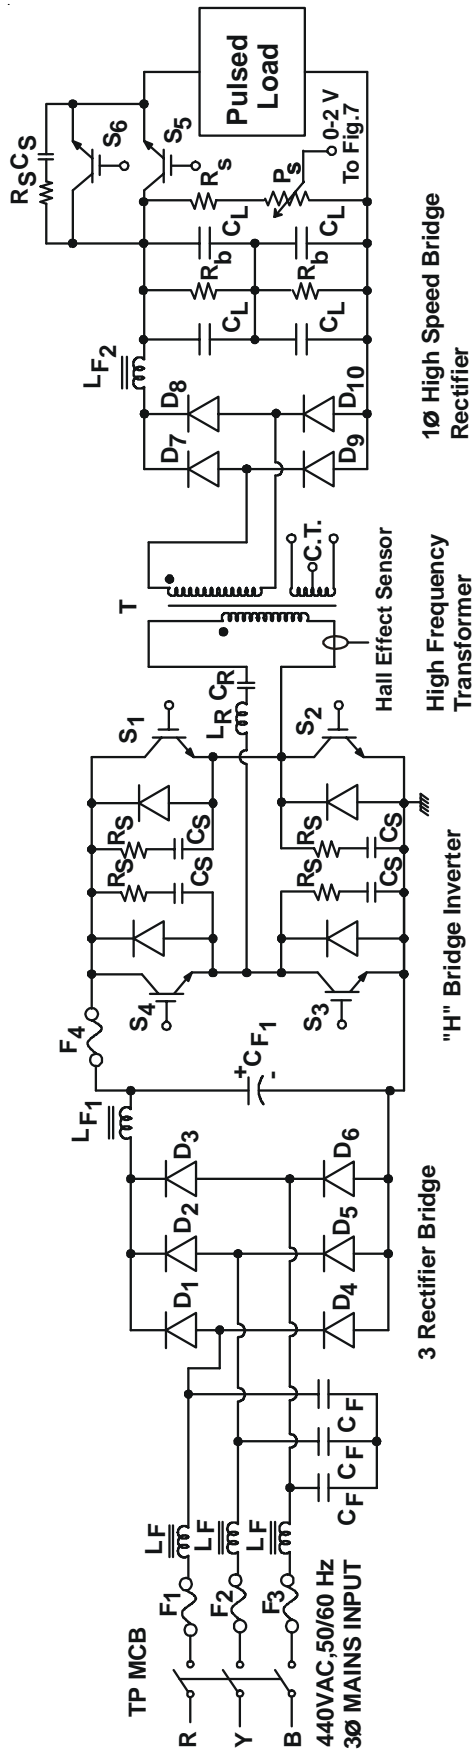 TP MCB
R
Y
B
440VAC,50/60 Hz
3Ø MAINS INPUT
F1
F2
F3
LF
LF
LF
CF
CF
CF
D1
D2
D3
D4
D5
D6
3 Rectifier Bridge
LF1
+
CF1
-
F4
S4
S3
RS
RS
CS
CS
RS
RS
CS
CS
S1
S2
"H" Bridge Inverter
LR
CR
T
C.T.
Hall Effect Sensor
High Frequency
Transformer
D7
D8
D9
D10
LF2
CL
CL
Rb
Rb
CL
CL
RS
CS
S6
S5
Rs
Ps
0-2 V
To Fig.7
Pulsed
Load
1Ø High Speed Bridge
Rectifier